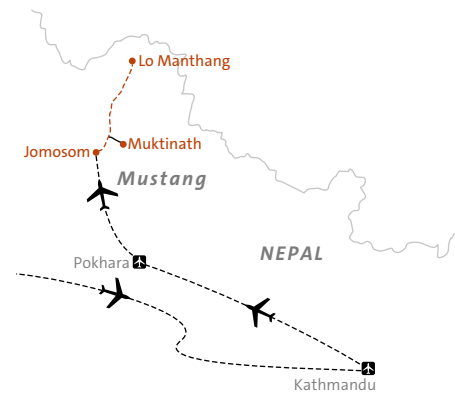 Lo Manthang
Jomosom
Muktinath
Mustang
NEPAL
Pokhara
Kathmandu